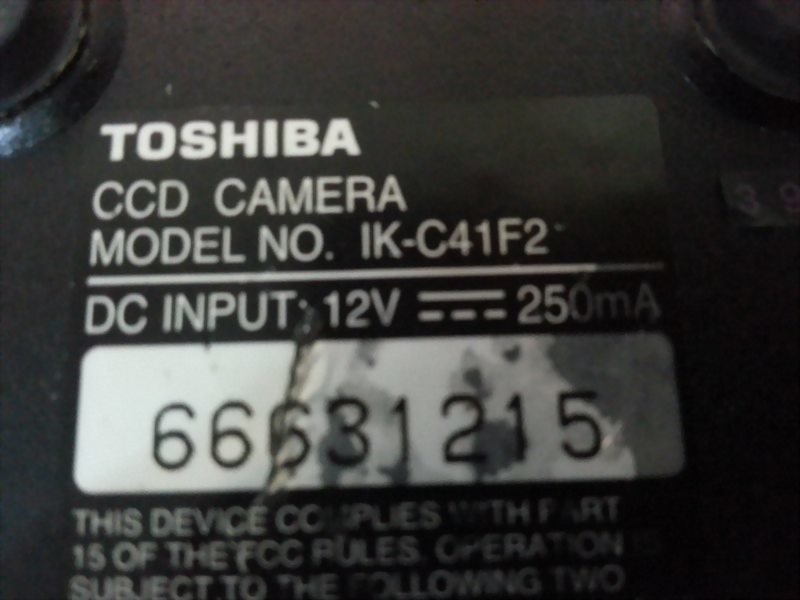 TOSHIBA
CCD CAMERA
MODEL NO. IK-C41F2
DC INPUT: 12V 250mA
66631215
THIS DEVICE COMPLIES WITH PART
15 OF THE FCC RULES. OPERATION IS
SUBJECT TO THE FOLLOWING TWO
39